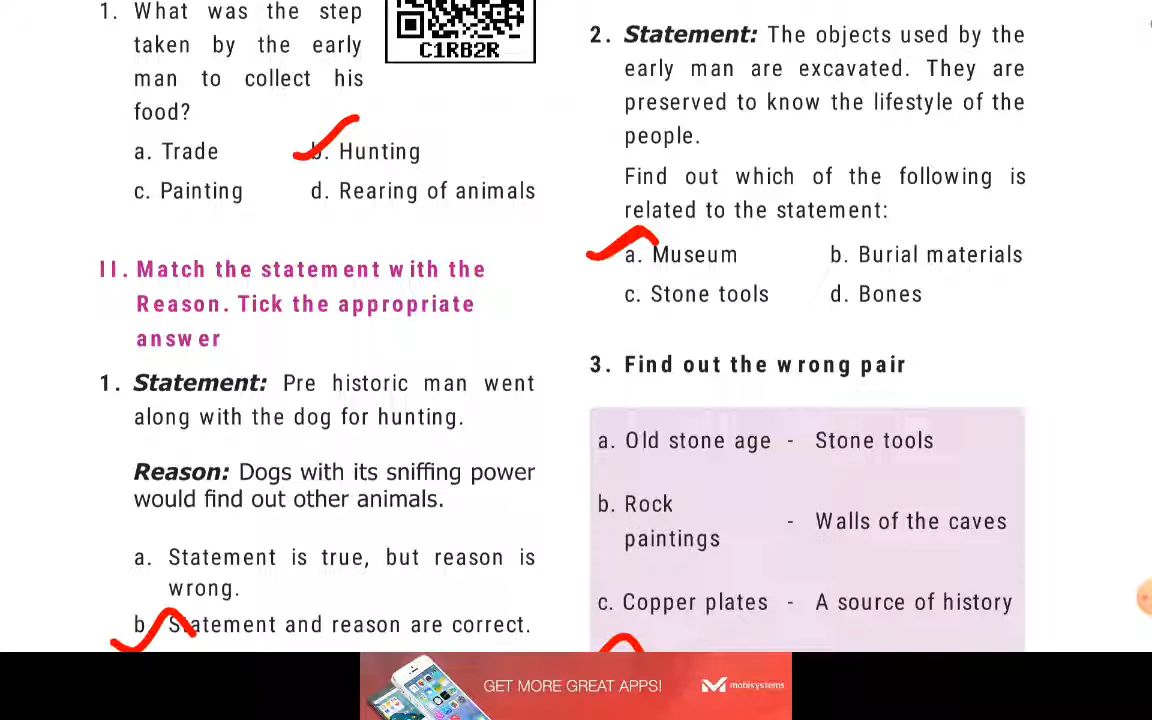 1. What was the step
taken by the early
man to collect his
food?
C1RB2R
a. Trade b. Hunting
c. Painting d. Rearing of animals
II. Match the statement with the
Reason. Tick the appropriate
answer
1. Statement: Pre historic man went
along with the dog for hunting.
Reason: Dogs with its sniffing power
would find out other animals.
a. Statement is true, but reason is
wrong.
b. Statement and reason are correct.
2. Statement: The objects used by the
early man are excavated. They are
preserved to know the lifestyle of the
people.
Find out which of the following is
related to the statement:
a. Museum b. Burial materials
c. Stone tools d. Bones
3. Find out the wrong pair
a. Old stone age - Stone tools
b. Rock
paintings - Walls of the caves
c. Copper plates - A source of history
GET MORE GREAT APPS! mobisystems